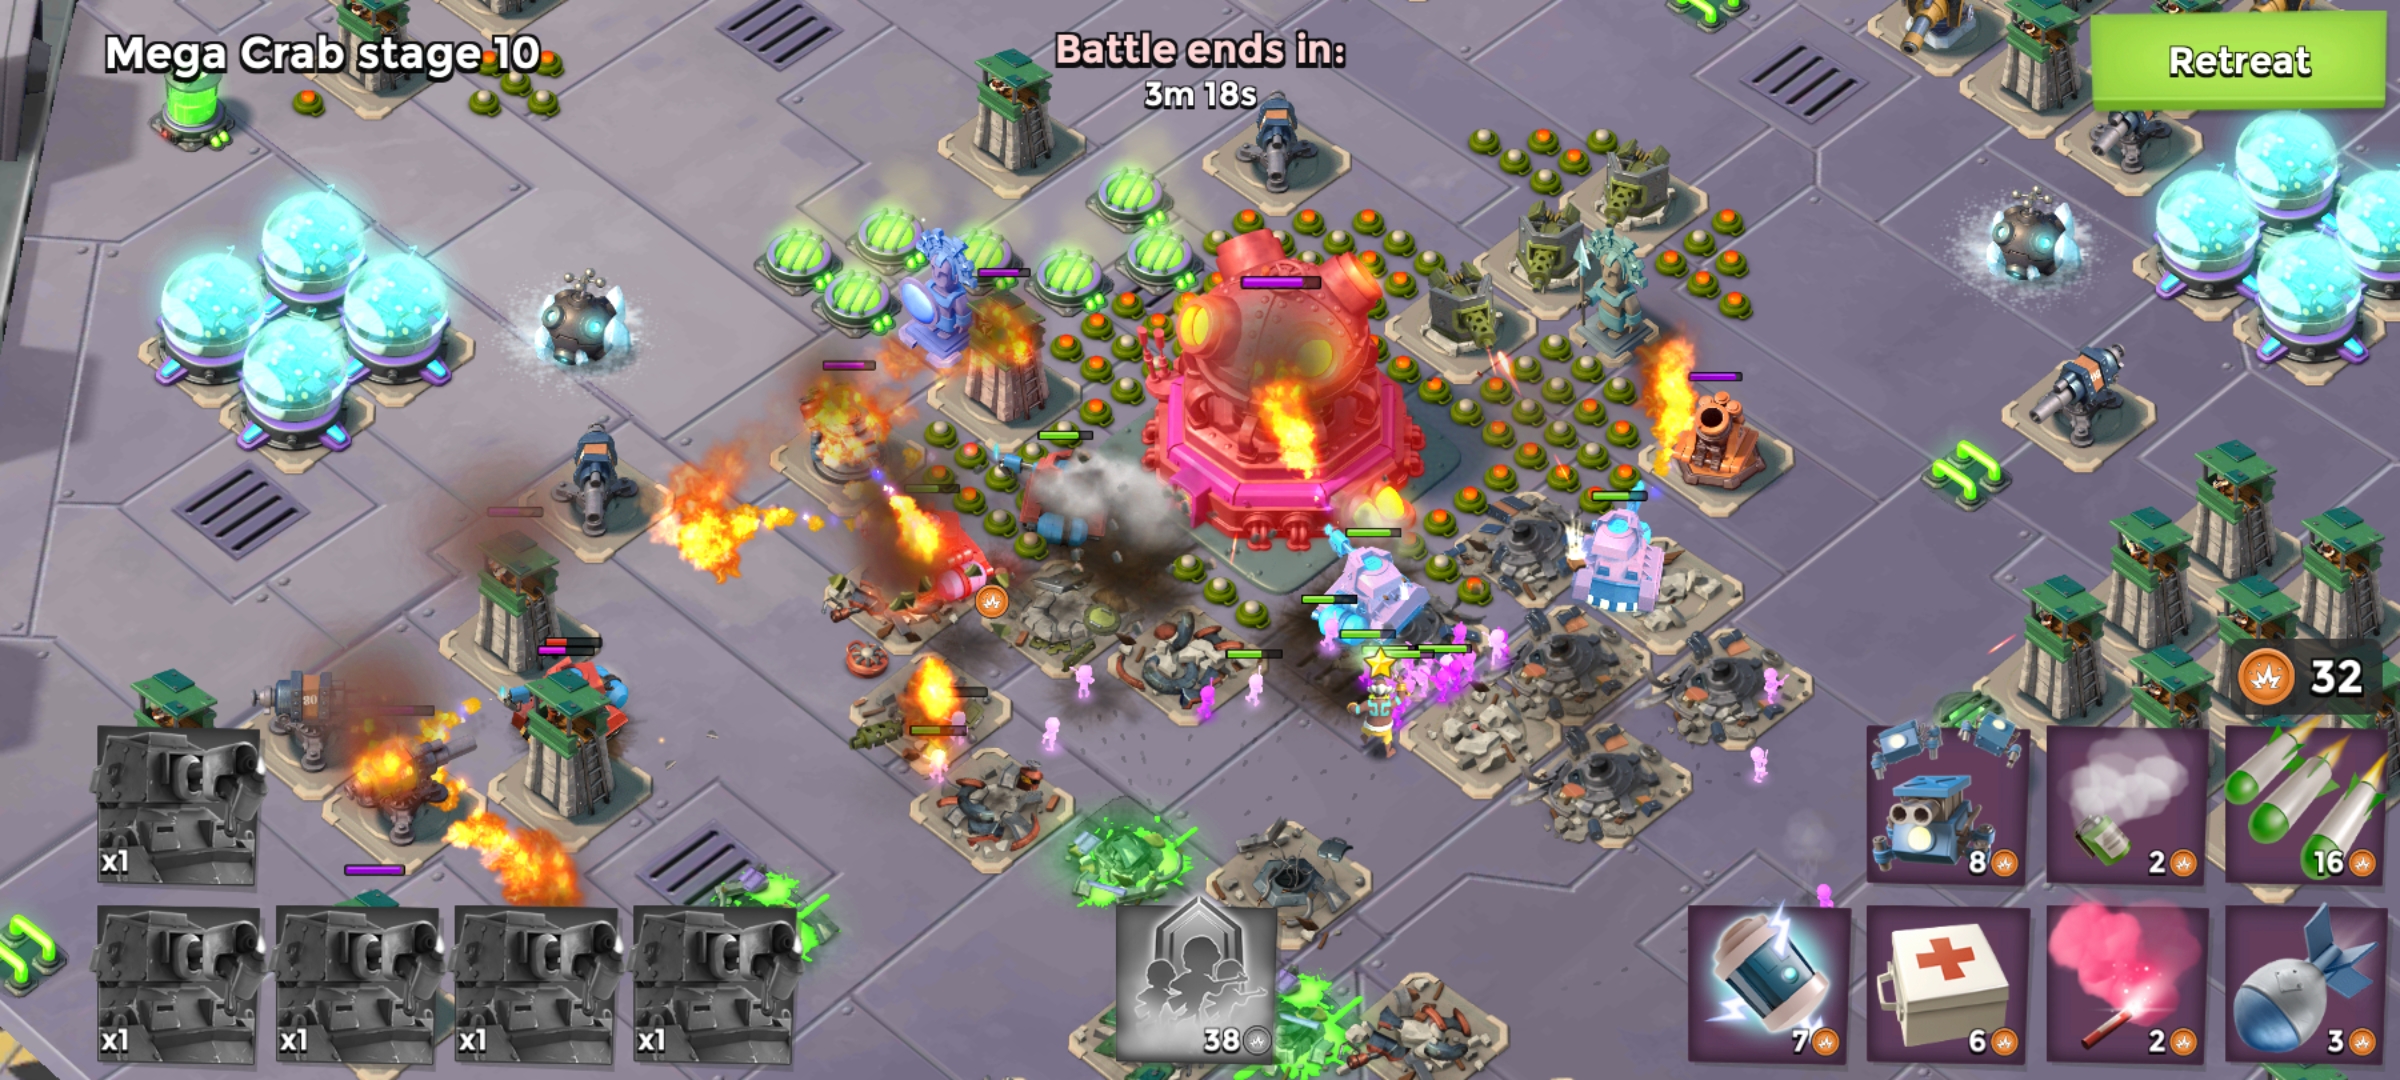 Mega Crab stage 10
Battle ends in:
3m 18s
Retreat
32
x1
8
2
16
x1
x1
x1
x1
38
7
6
2
3